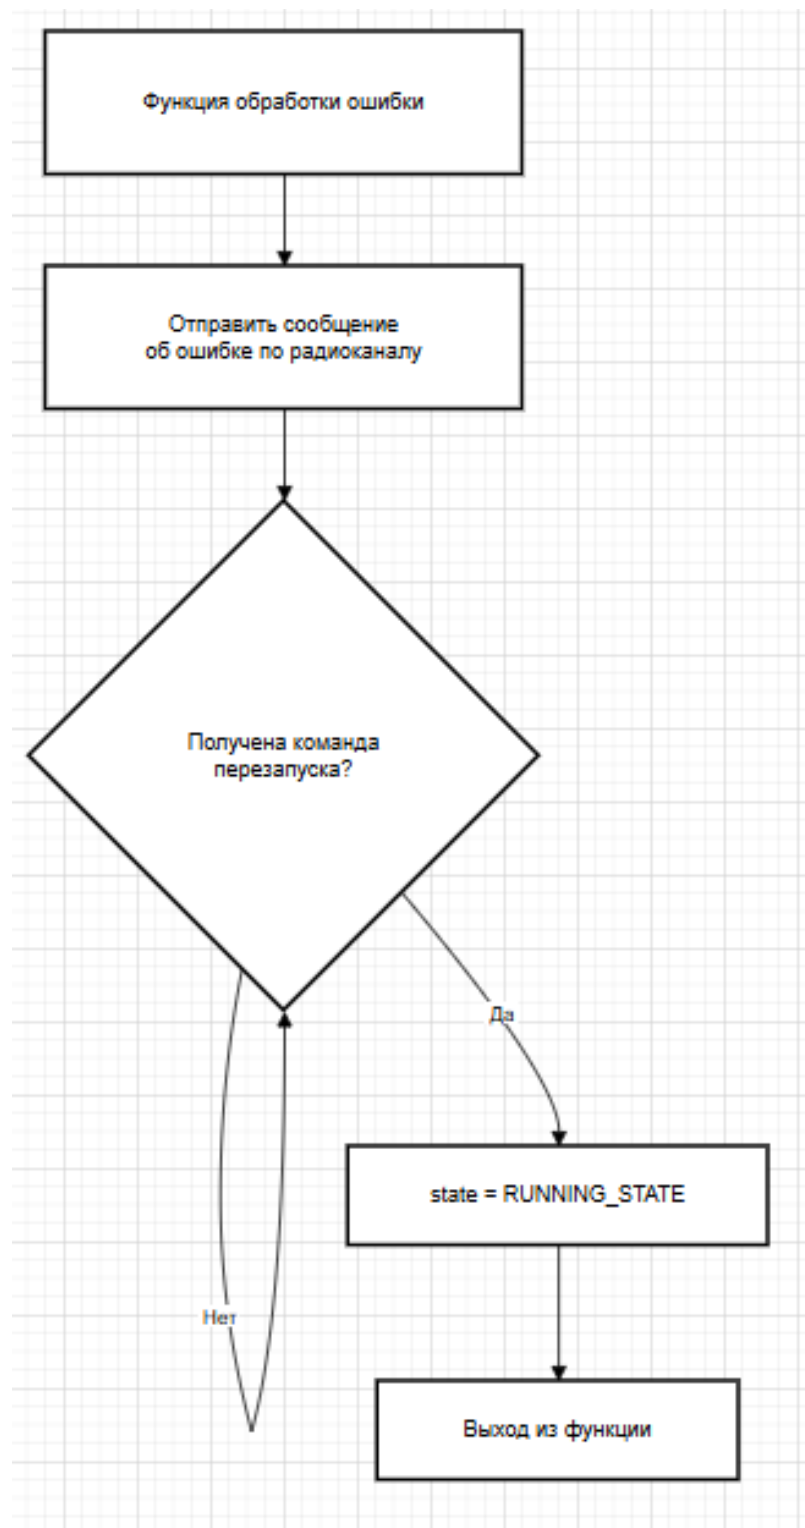 Функция обработки ошибки
Отправить сообщение
об ошибке по радиоканалу
Получена команда
перезапуска?
Да
state = RUNNING_STATE
Нет
Выход из функции